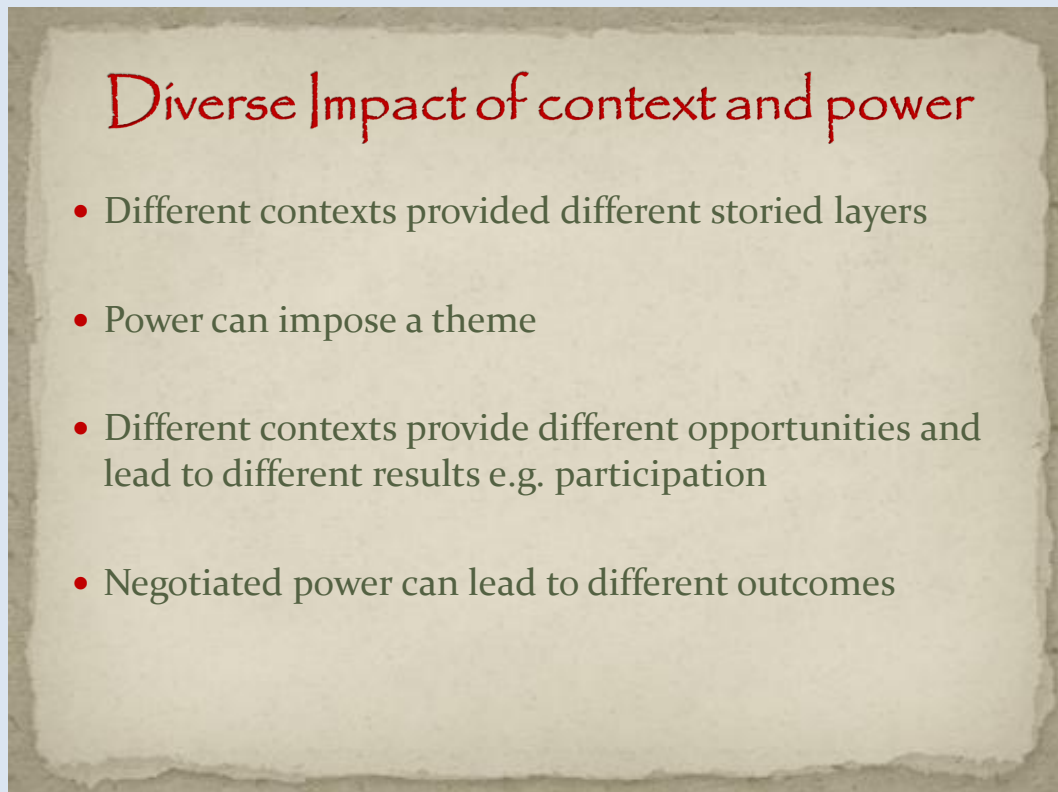 Diverse Impact of context and power
• Different contexts provided different storied layers
• Power can impose a theme
• Different contexts provide different opportunities and
lead to different results e.g. participation
• Negotiated power can lead to different outcomes